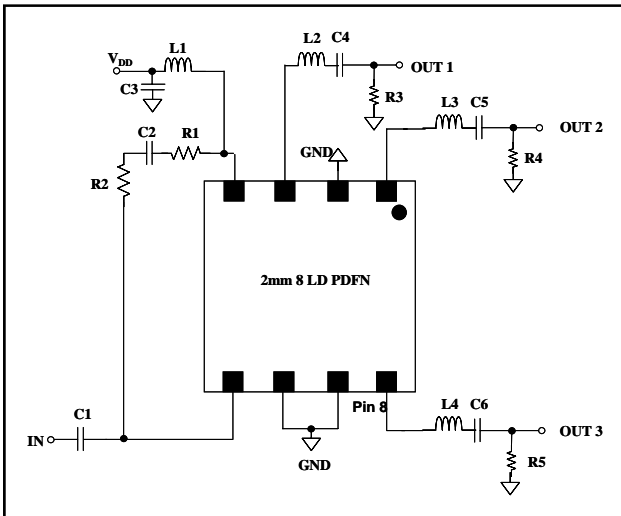 L1
L2 C4
VDD
OUT 1
C3
R3
L3 C5
OUT 2
C2 R1
GND
R4
R2
2mm 8 LD PDFN
Pin 8
L4 C6
C1
OUT 3
IN
GND
R5